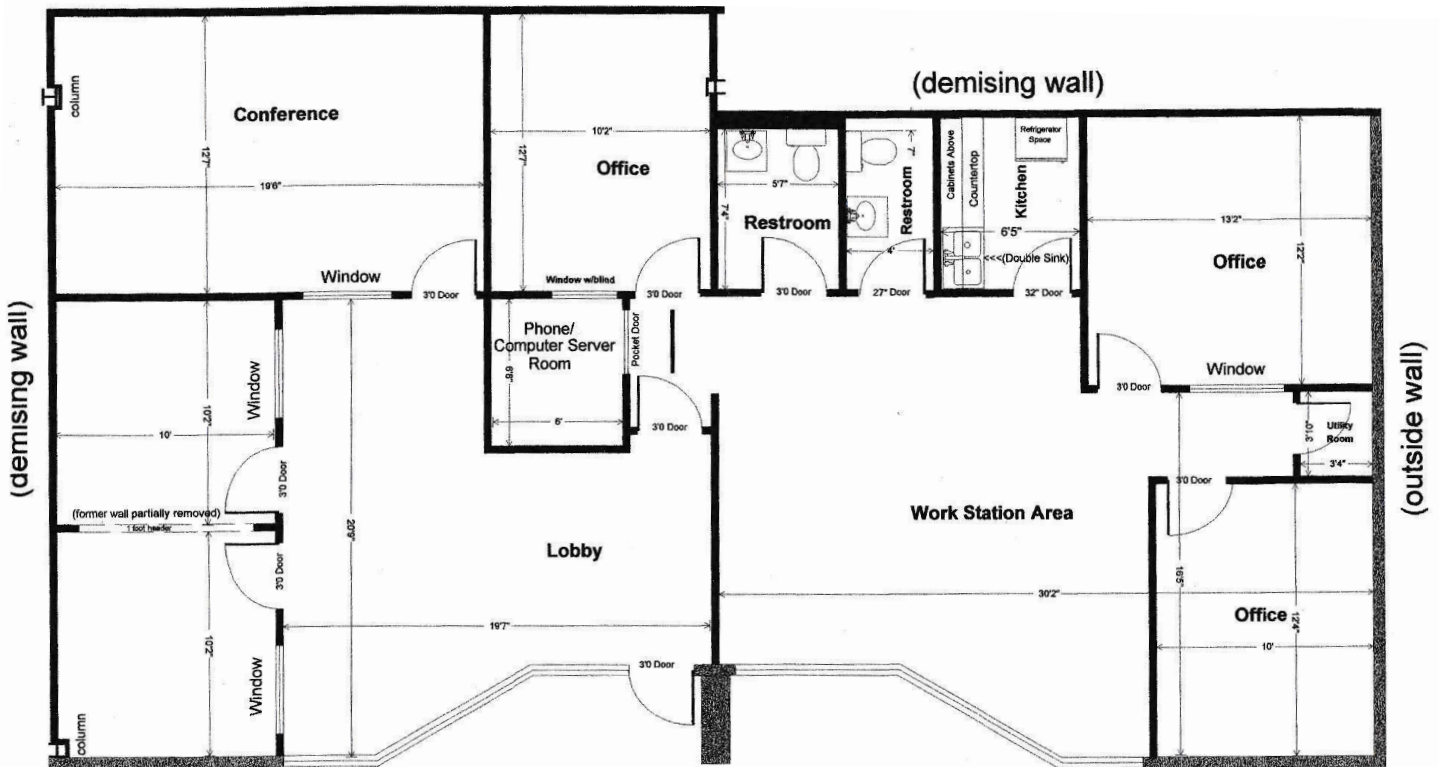 (demising wall)
column
Conference
12'7"
19'6"
Window
3'0 Door
10'2"
12'7"
Office
Window w/blind
3'0 Door
5'7"
7'4"
Restroom
3'0 Door
7"
Restroom
4'
27" Door
Cabinets Above
Countertop
Refrigerator
Space
Kitchen
6'5"
<<<(Double Sink)
32" Door
13'2"
12'2"
Office
3'0 Door
Window
(demising wall)
(outside wall)
Window
10'2"
10'
3'0 Door
(former wall partially removed)
1 foot header
3'0 Door
10'2"
Window
column
Phone/
Computer Server
Room
6'8"
6'
Pocket Door
3'0 Door
20'9"
Lobby
19'7"
3'0 Door
Work Station Area
30'2"
16'5"
3'10"
Utility
Room
3'4"
3'0 Door
Office
12'4"
10'